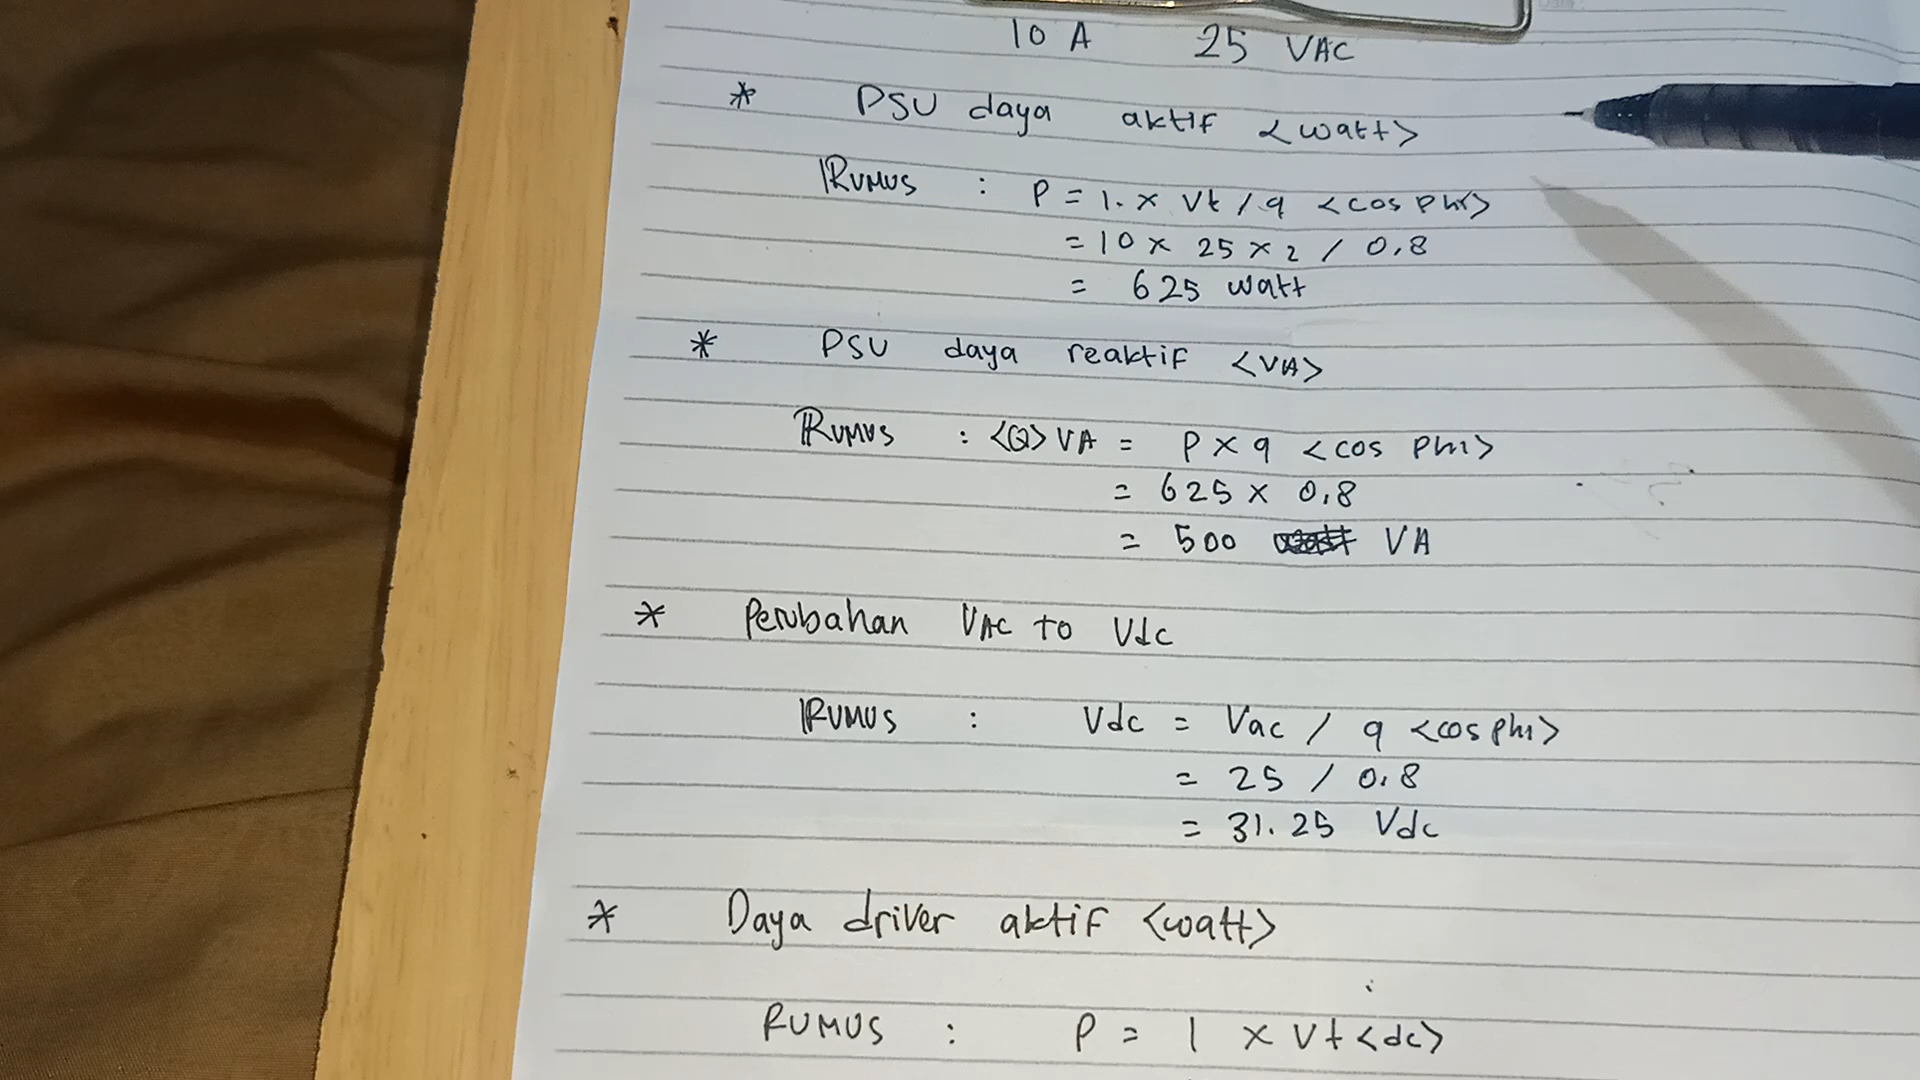 10 A 25 VAC
* PSU daya aktif <watt>
RUMUS : P = 1. x Vt / q <cos phi>
= 10 x 25 x 2 / 0,8
= 625 watt
* PSU daya reaktif <VA>
RUMUS : <Q> VA = P x q <cos phi>
= 625 x 0,8
= 500 VA
* Perubahan VAC to Vdc
RUMUS : Vdc = Vac / q <cos phi>
= 25 / 0.8
= 31.25 Vdc
* Daya driver aktif <watt>
RUMUS : P = 1 x Vt <dc>